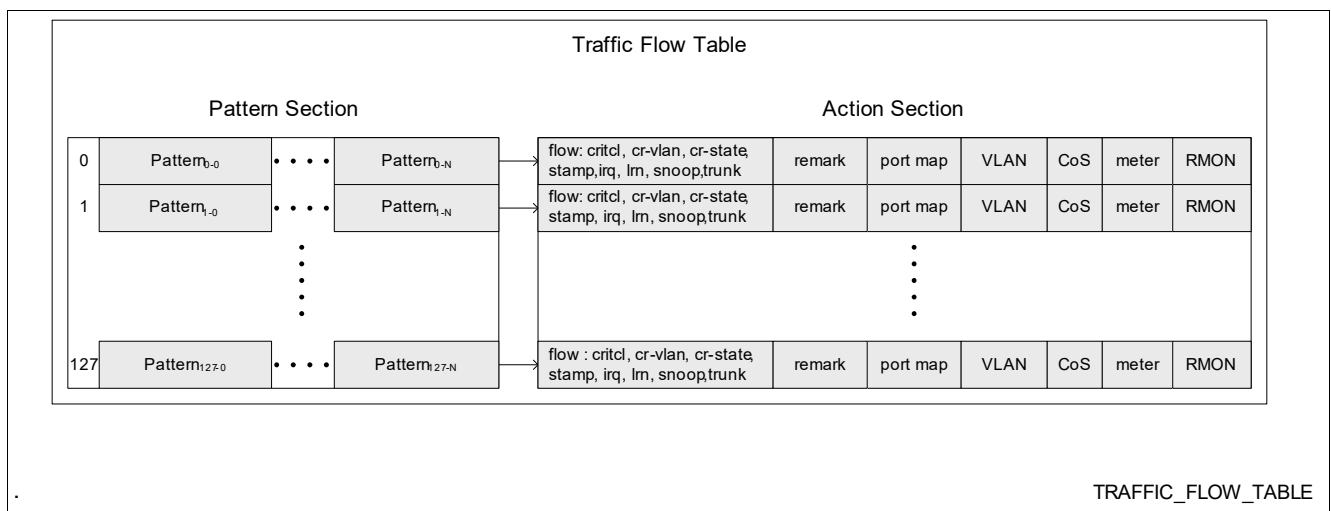 Traffic Flow Table
Pattern Section Action Section
0 Pattern0-0 • • • • Pattern0-N flow: critcl, cr-vlan, cr-state, remark port map VLAN CoS meter RMON
stamp,irq, lrn, snoop,trunk
1 Pattern1-0 • • • • Pattern1-N flow: critcl, cr-vlan, cr-state, remark port map VLAN CoS meter RMON
stamp, irq, lrn, snoop,trunk
127 Pattern127-0 • • • • Pattern127-N flow : critcl, cr-vlan, cr-state, remark port map VLAN CoS meter RMON
stamp, irq, lrn, snoop,trunk
. TRAFFIC_FLOW_TABLE